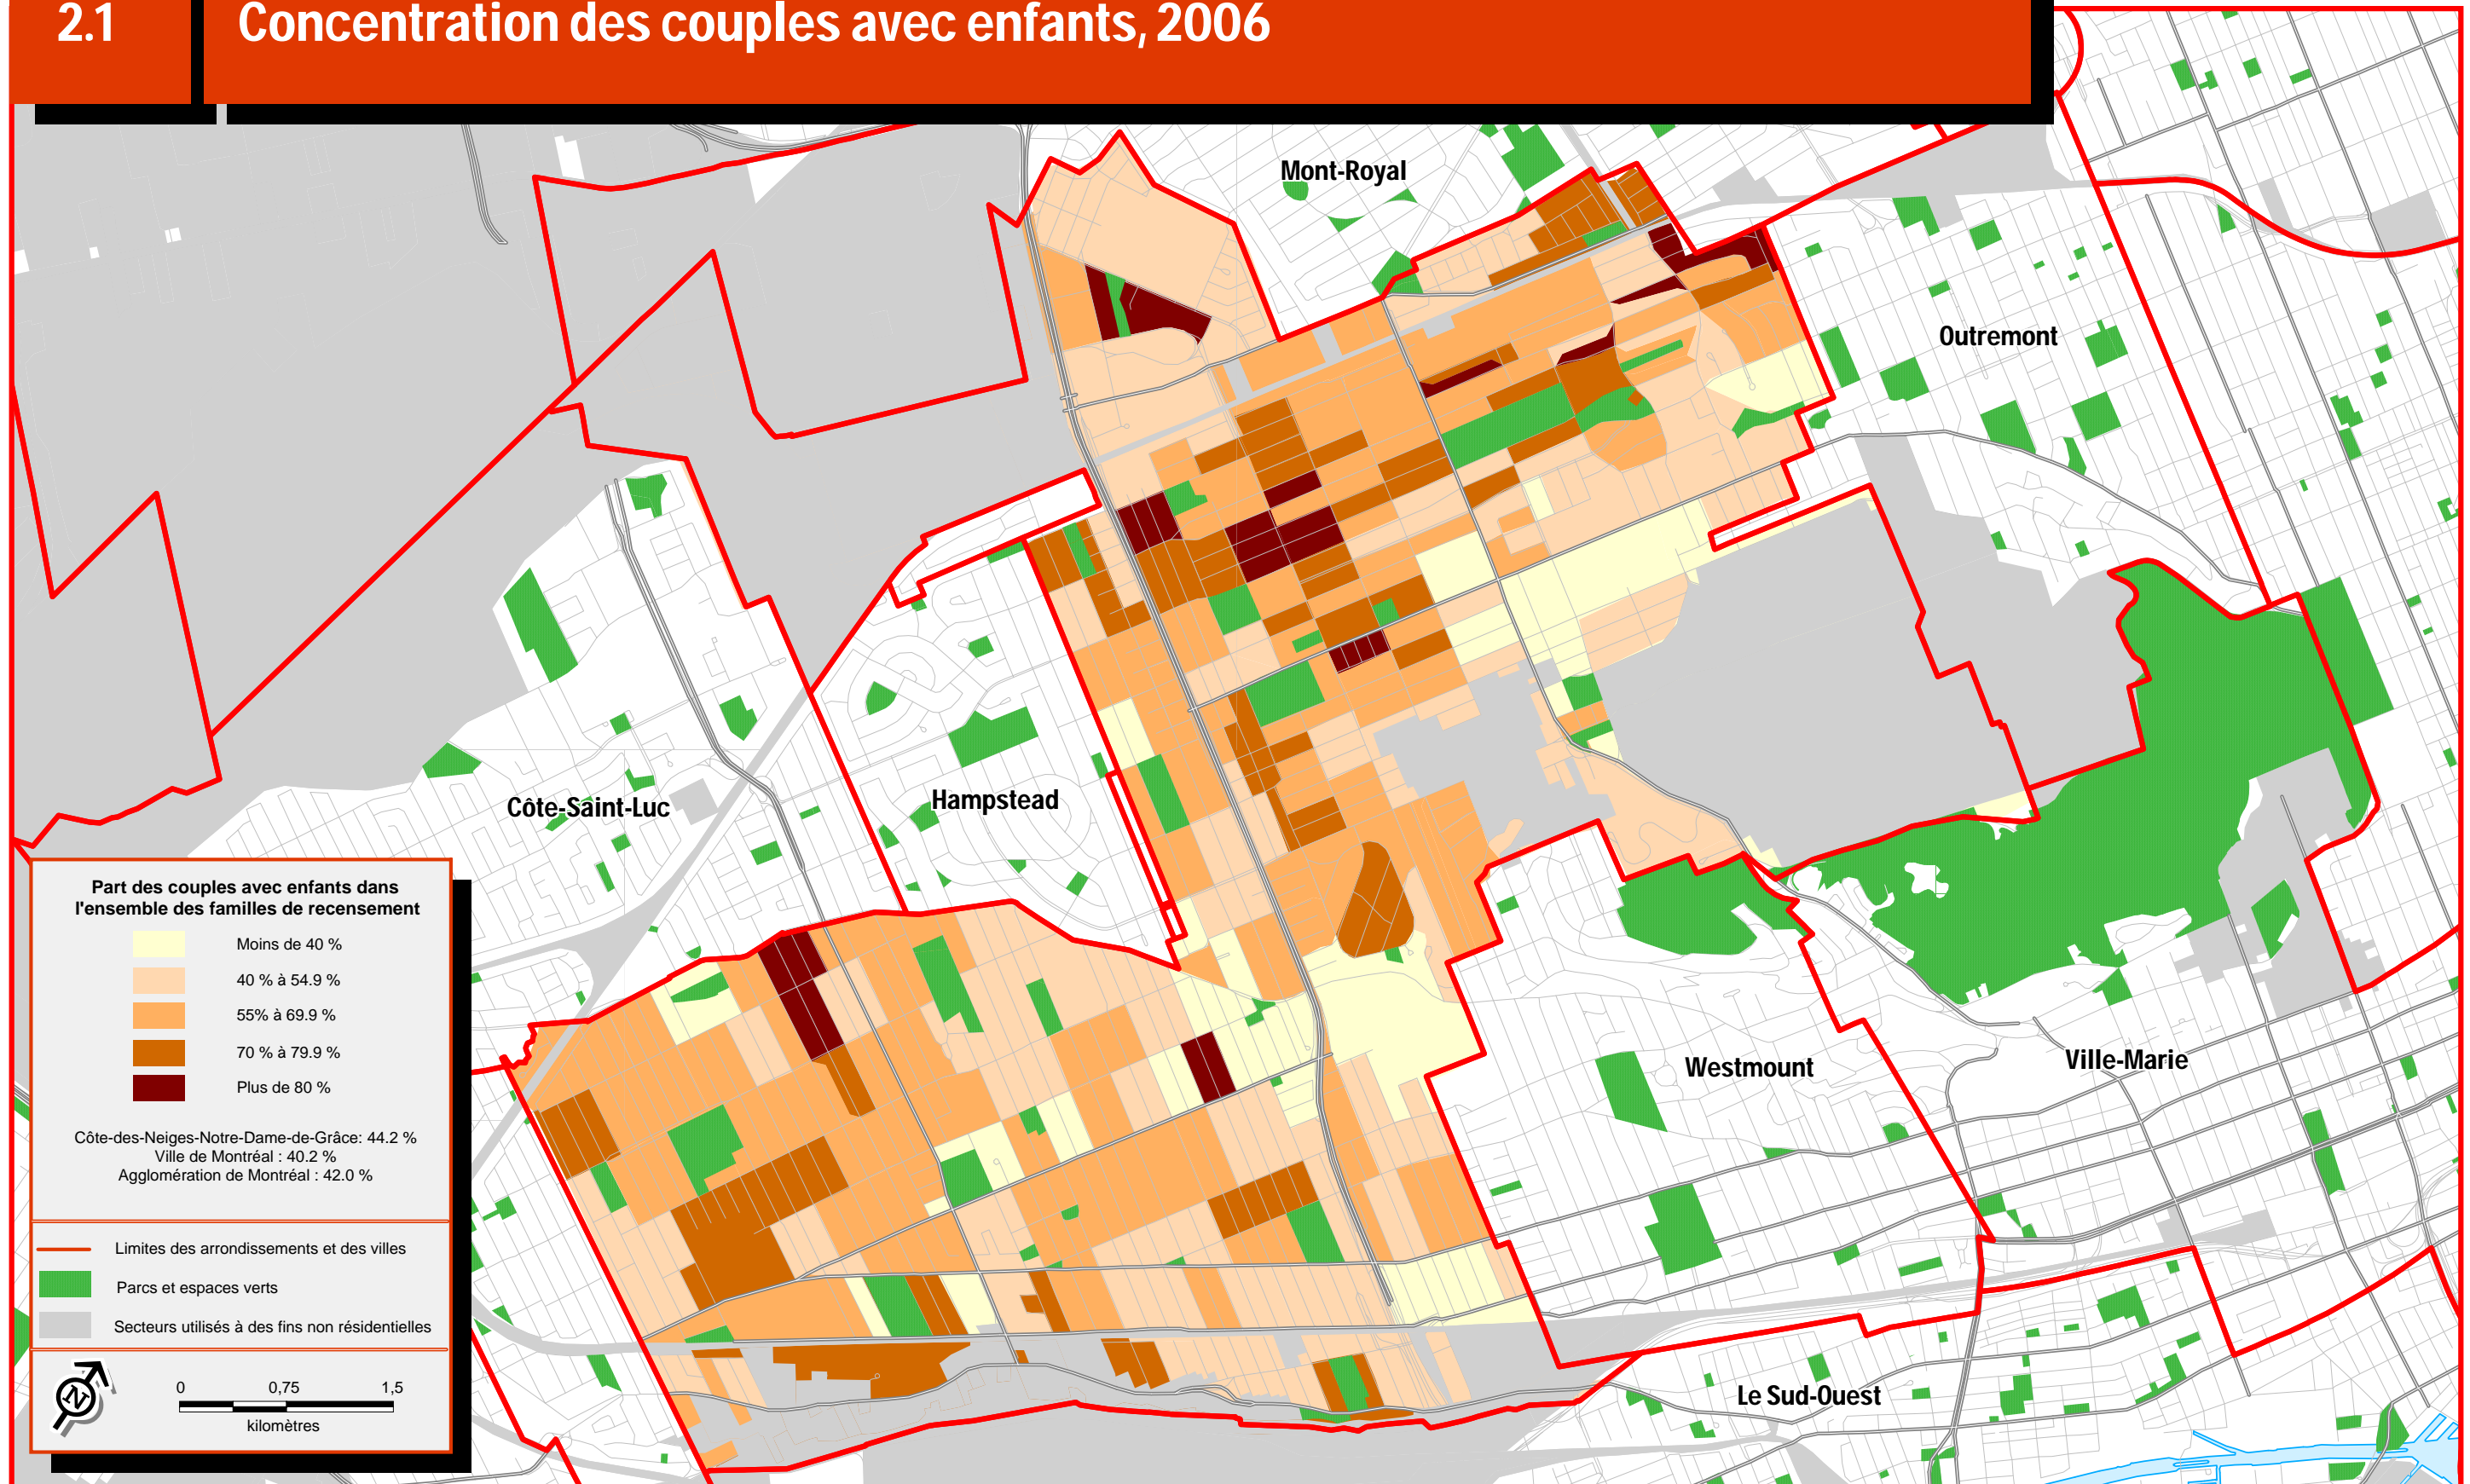 2.1 Concentration des couples avec enfants, 2006
Mont-Royal
Outremont
Côte-Saint-Luc
Hampstead
Westmount
Ville-Marie
Le Sud-Ouest
Part des couples avec enfants dans
l'ensemble des familles de recensement
Moins de 40 %
40 % à 54.9 %
55% à 69.9 %
70 % à 79.9 %
Plus de 80 %
Côte-des-Neiges-Notre-Dame-de-Grâce: 44.2 %
Ville de Montréal : 40.2 %
Agglomération de Montréal : 42.0 %
Limites des arrondissements et des villes
Parcs et espaces verts
Secteurs utilisés à des fins non résidentielles
N
0 0,75 1,5
kilomètres